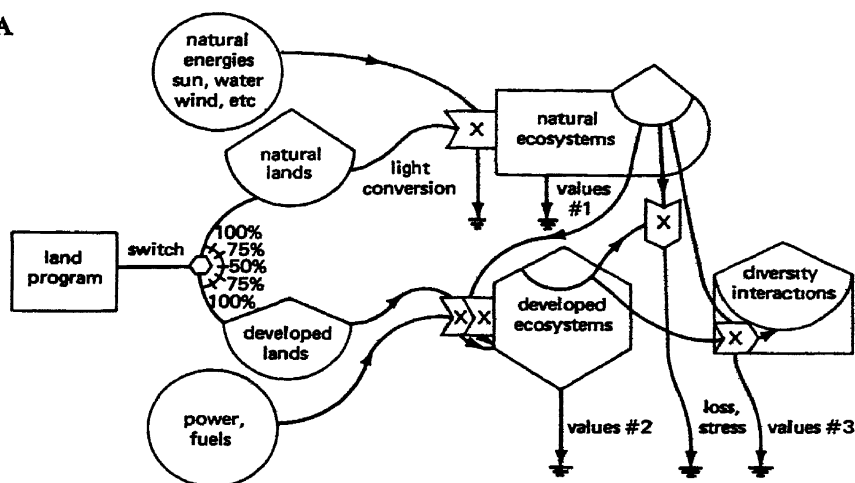 A
natural
energies
sun, water
wind, etc
natural
lands
light
conversion
X
natural
ecosystems
values
#1
X
land
program
switch
100%
75%
50%
75%
100%
developed
lands
X X
developed
ecosystems
diversity
interactions
X
power,
fuels
values #2
loss,
stress
values #3